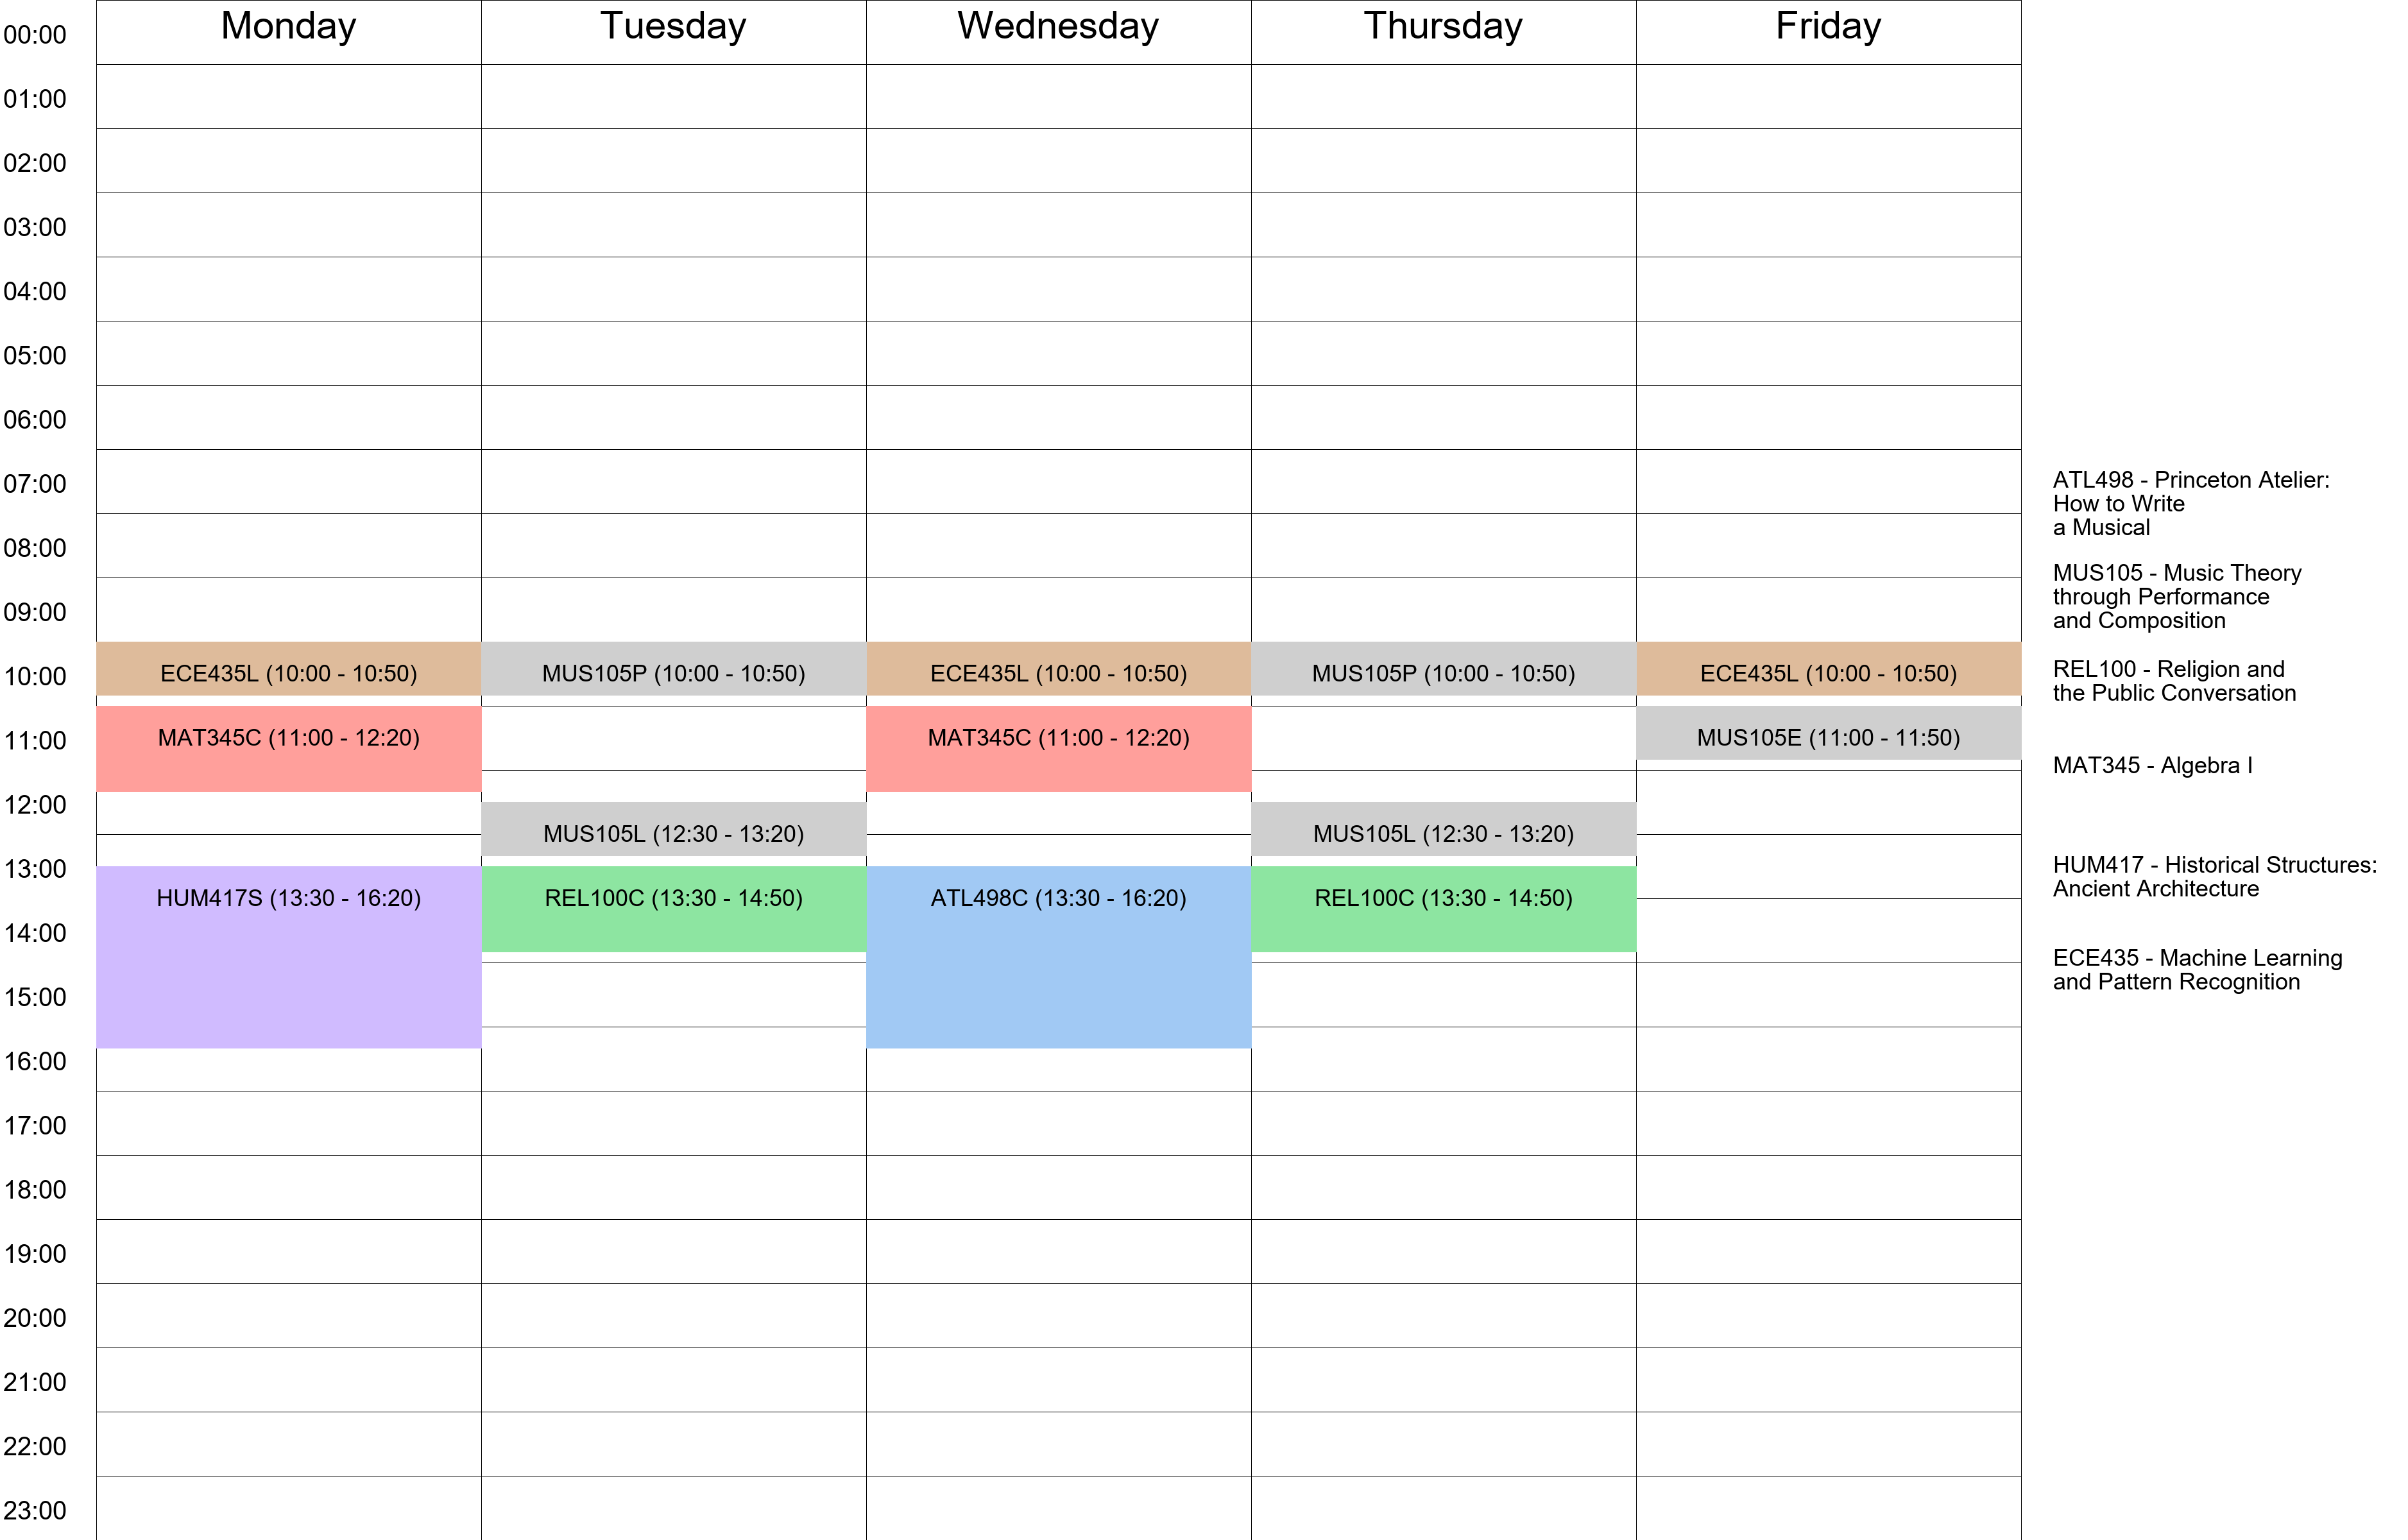 Monday Tuesday Wednesday Thursday Friday
00:00
01:00
02:00
03:00
04:00
05:00
06:00
07:00
08:00
09:00
10:00
11:00
12:00
13:00
14:00
15:00
16:00
17:00
18:00
19:00
20:00
21:00
22:00
23:00
ECE435L (10:00 - 10:50) MUS105P (10:00 - 10:50) ECE435L (10:00 - 10:50) MUS105P (10:00 - 10:50) ECE435L (10:00 - 10:50)
MAT345C (11:00 - 12:20) MAT345C (11:00 - 12:20) MUS105E (11:00 - 11:50)
MUS105L (12:30 - 13:20) MUS105L (12:30 - 13:20)
HUM417S (13:30 - 16:20) REL100C (13:30 - 14:50) ATL498C (13:30 - 16:20) REL100C (13:30 - 14:50)
ATL498 - Princeton Atelier:
How to Write
a Musical
MUS105 - Music Theory
through Performance
and Composition
REL100 - Religion and
the Public Conversation
MAT345 - Algebra I
HUM417 - Historical Structures:
Ancient Architecture
ECE435 - Machine Learning
and Pattern Recognition